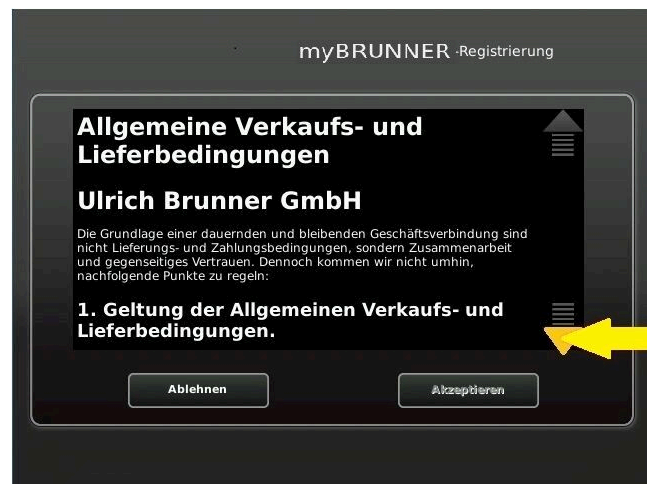 myBRUNNER -Registrierung
Allgemeine Verkaufs- und
Lieferbedingungen
Ulrich Brunner GmbH
Die Grundlage einer dauernden und bleibenden Geschäftsverbindung sind
nicht Lieferungs- und Zahlungsbedingungen, sondern Zusammenarbeit
und gegenseitiges Vertrauen. Dennoch kommen wir nicht umhin,
nachfolgende Punkte zu regeln:
1. Geltung der Allgemeinen Verkaufs- und
Lieferbedingungen.
Ablehnen
Akzeptieren